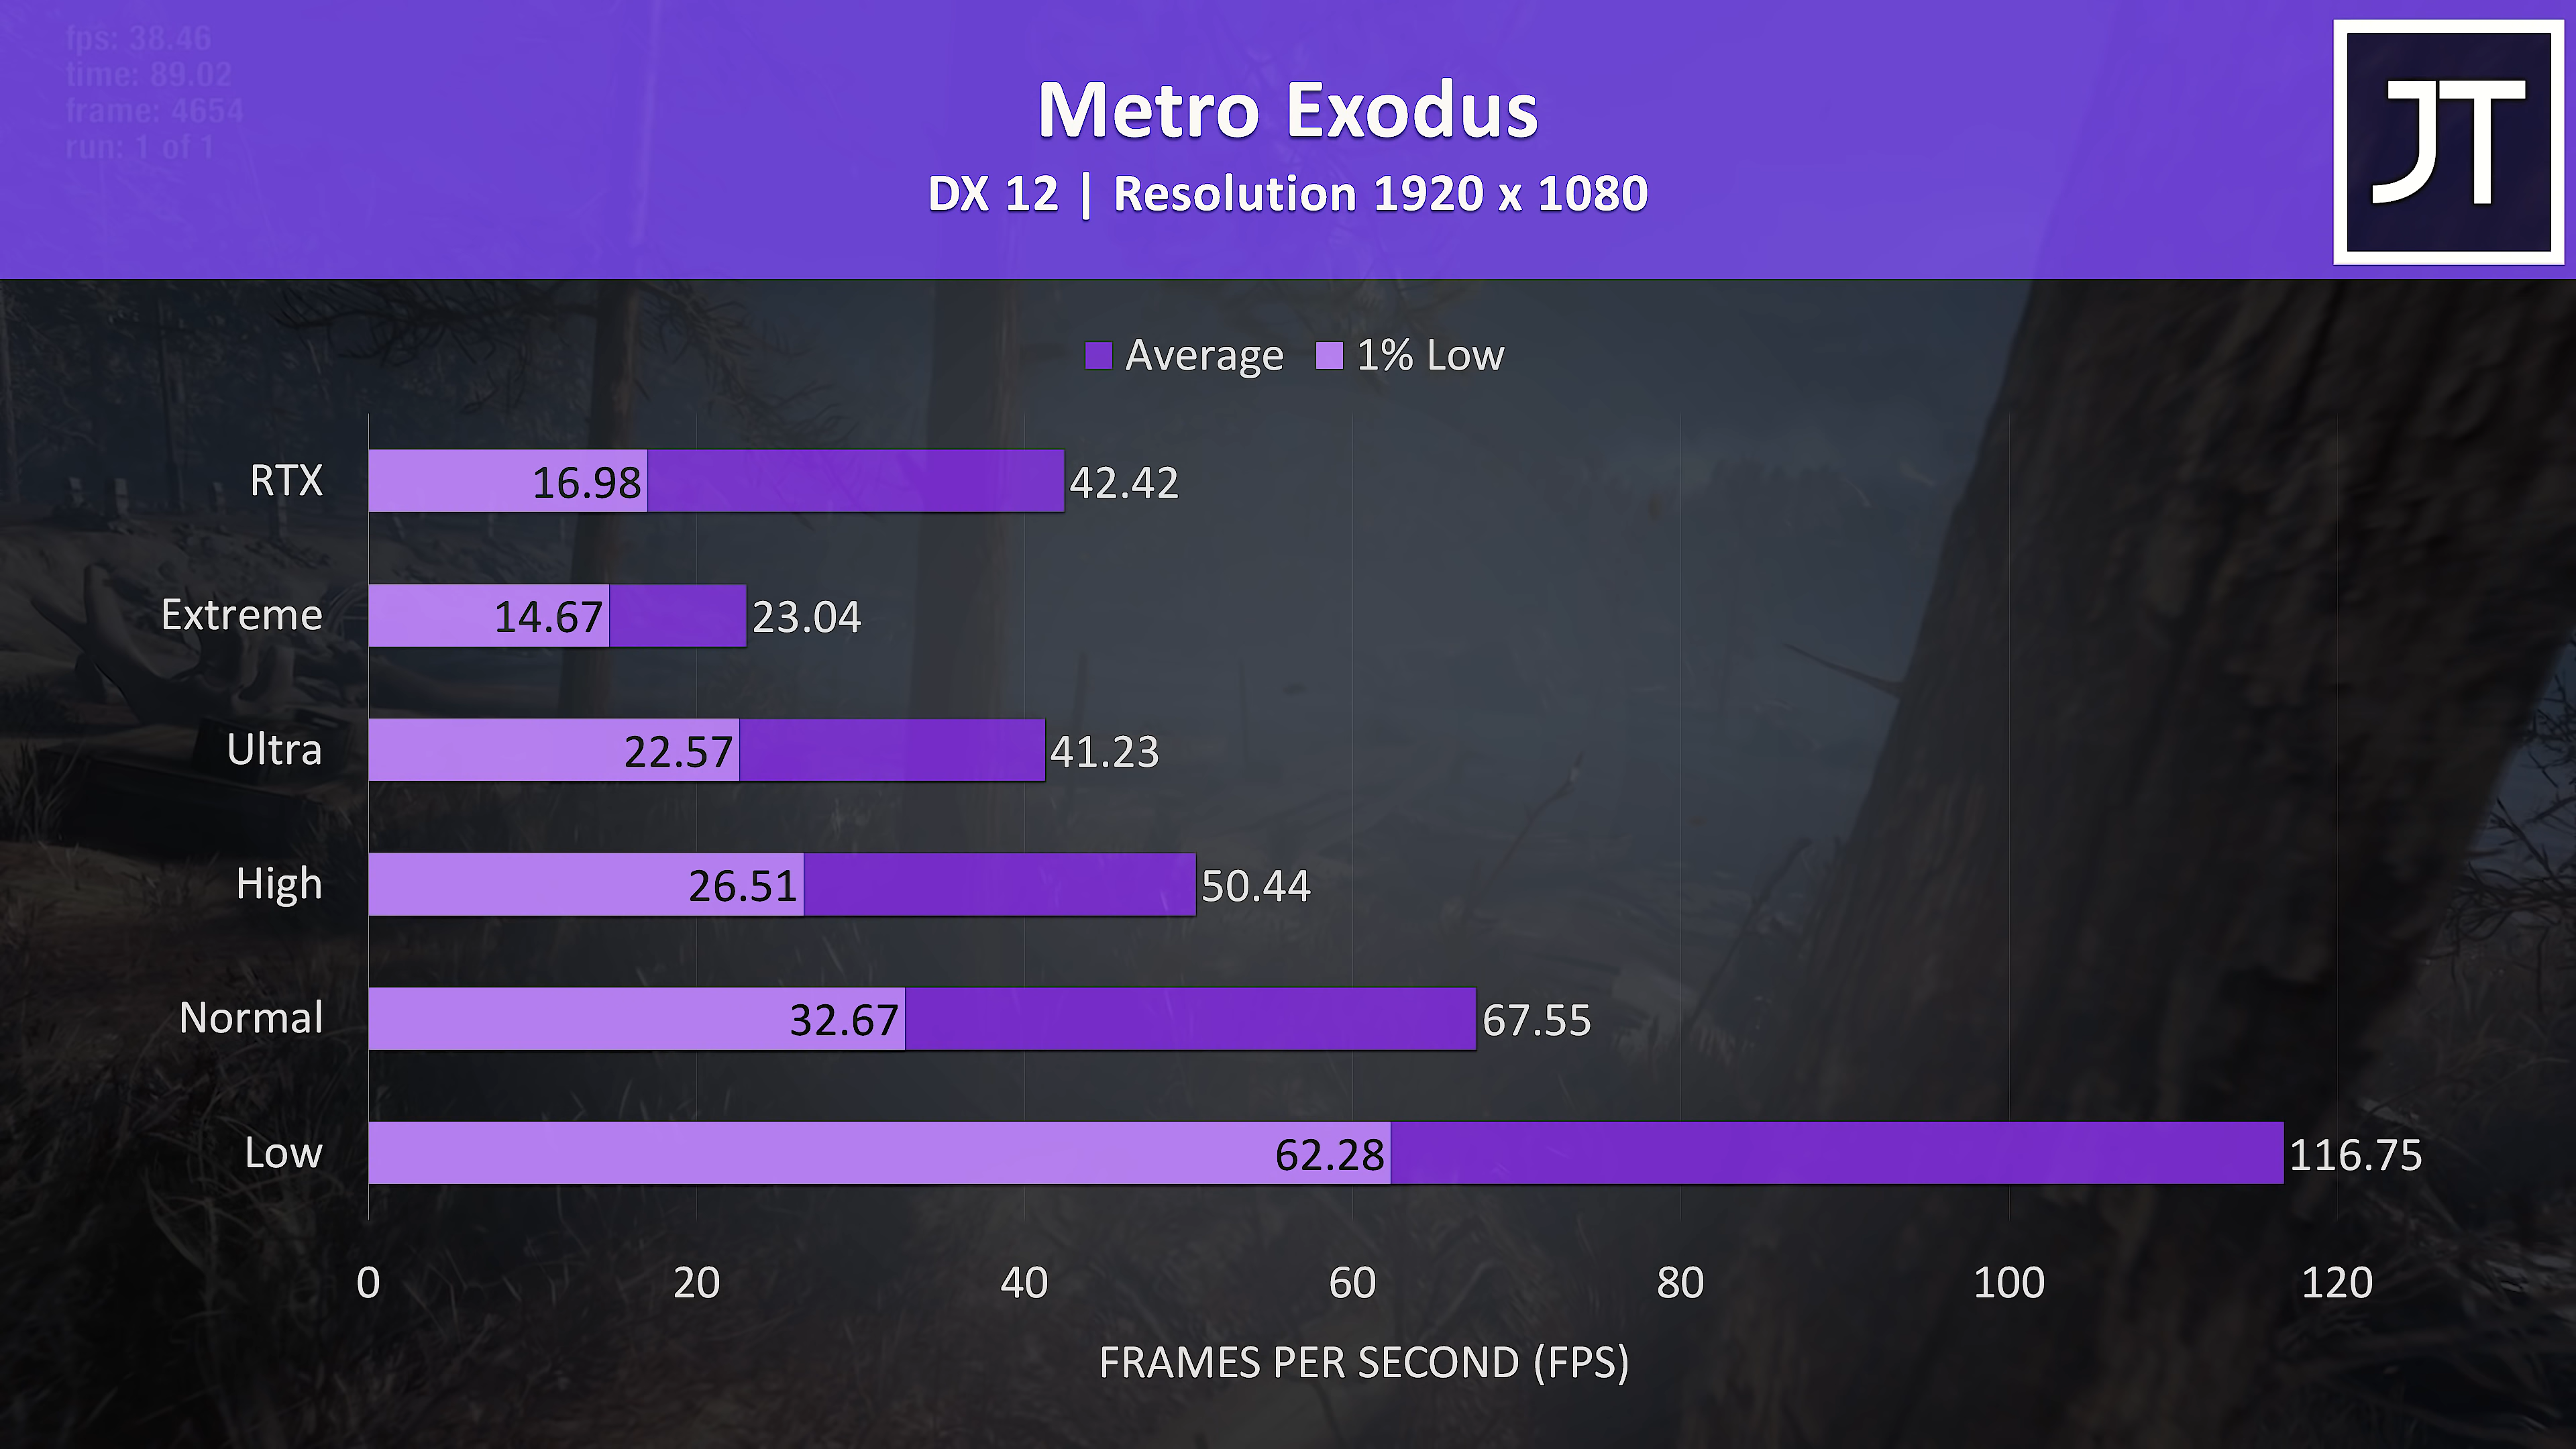 fps: 38.46
time: 89.02
frame: 4654
run: 1 of 1
Metro Exodus
DX 12 | Resolution 1920 x 1080
JT
Average 1% Low
RTX 16.98 42.42
Extreme 14.67 23.04
Ultra 22.57 41.23
High 26.51 50.44
Normal 32.67 67.55
Low 62.28 116.75
0 20 40 60 80 100 120
FRAMES PER SECOND (FPS)